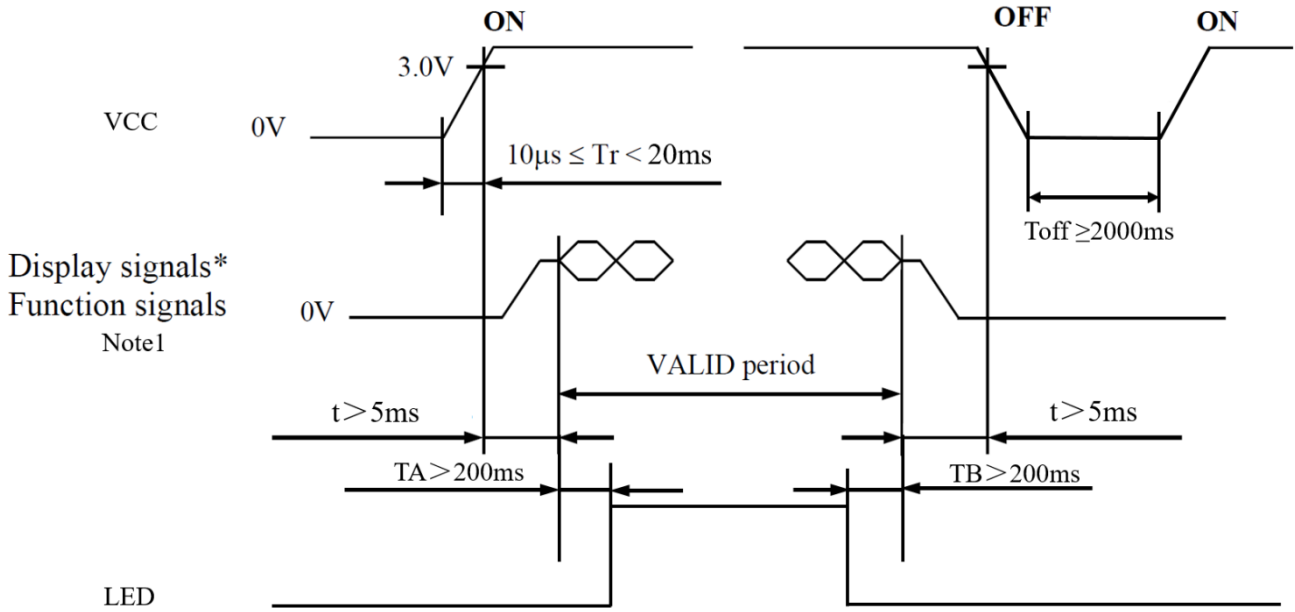 ON
OFF
ON
3.0V
VCC
0V
10μs ≤ Tr < 20ms
Toff ≥2000ms
Display signals*
Function signals
0V
Note1
VALID period
t＞5ms
t＞5ms
TA＞200ms
TB＞200ms
LED